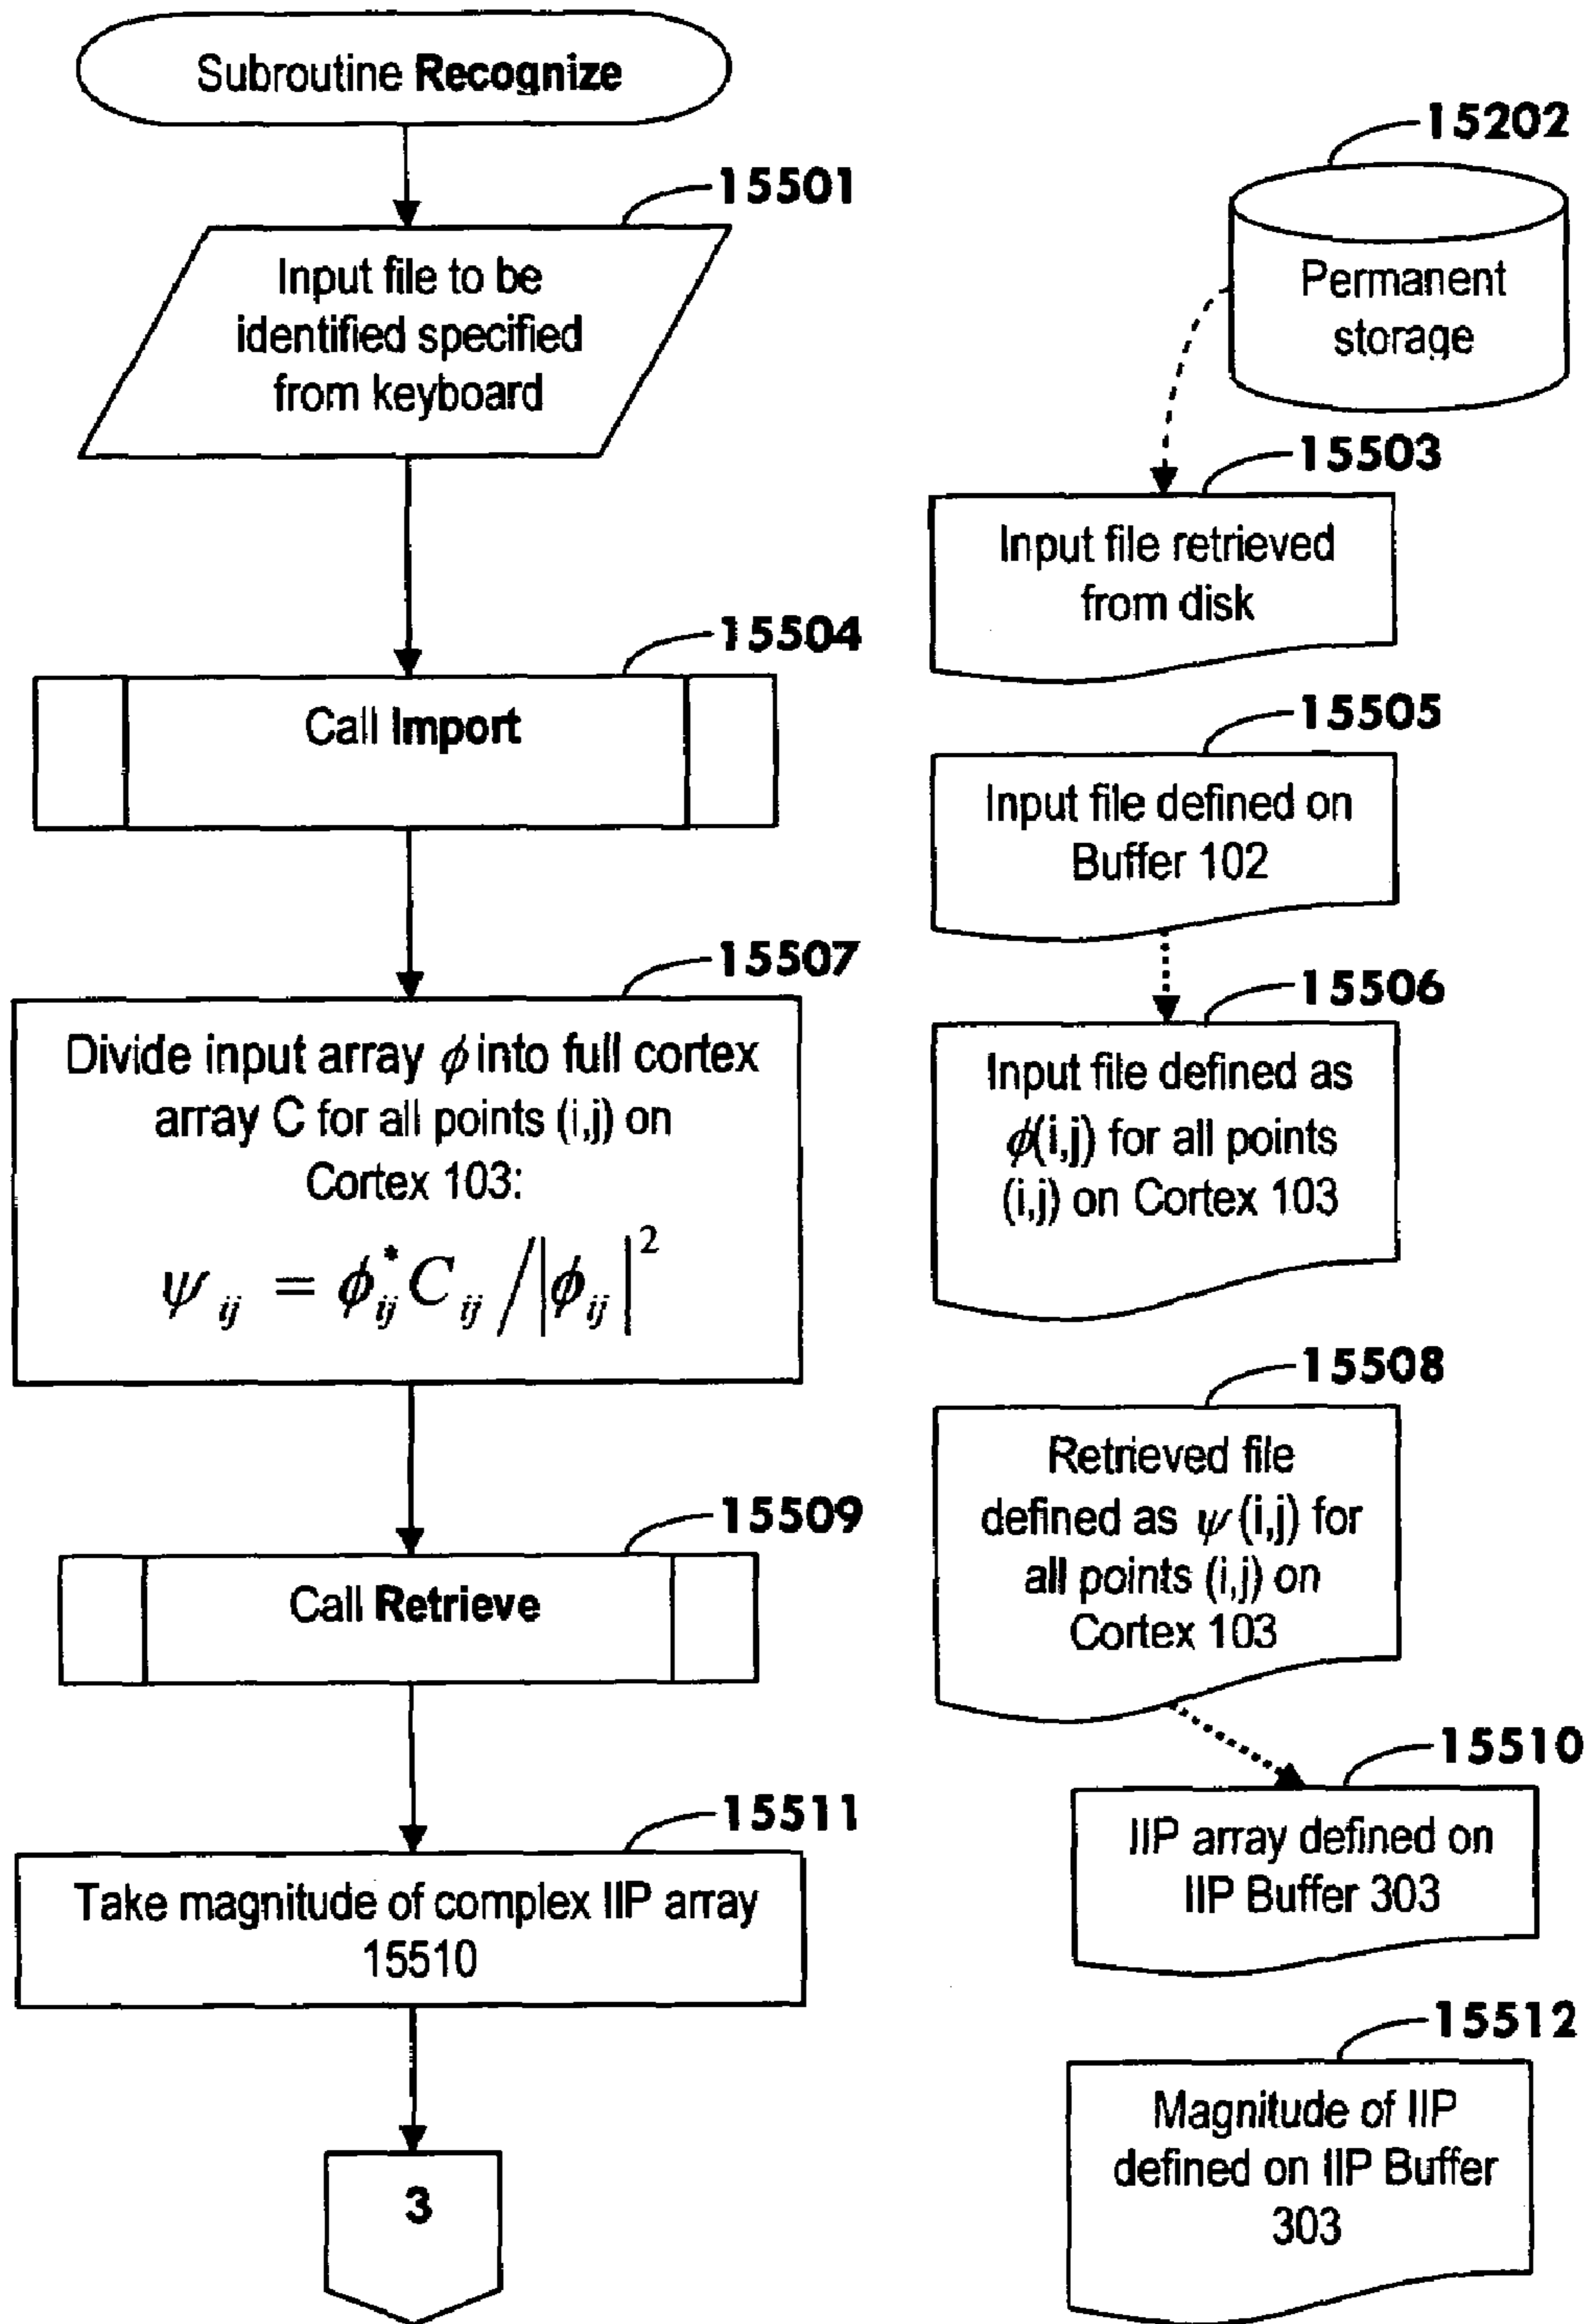 Subroutine Recognize
15501
Input file to be
identified specified
from keyboard
15504
Call Import
15507
Divide input array ϕ into full cortex
array C for all points (i,j) on
Cortex 103:
ψ_ij = ϕ*_ij C_ij / |ϕ_ij|²
15509
Call Retrieve
15511
Take magnitude of complex IIP array
15510
3
15202
Permanent
storage
15503
Input file retrieved
from disk
15505
Input file defined on
Buffer 102
15506
Input file defined as
ϕ(i,j) for all points
(i,j) on Cortex 103
15508
Retrieved file
defined as ψ(i,j) for
all points (i,j) on
Cortex 103
15510
IIP array defined on
IIP Buffer 303
15512
Magnitude of IIP
defined on IIP Buffer
303